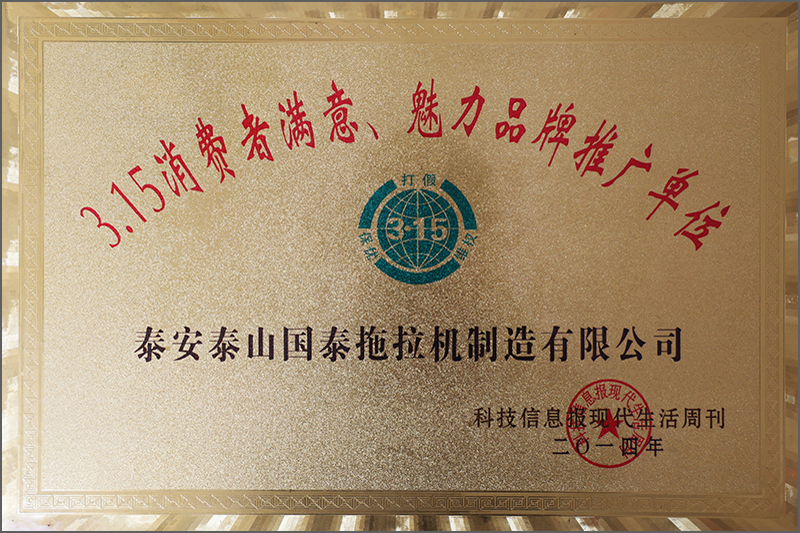 3.15消费者满意、魅力品牌推广单位
打假
保优
3·15
维权
泰安泰山国泰拖拉机制造有限公司
科技信息报现代生活周刊
二〇一四年